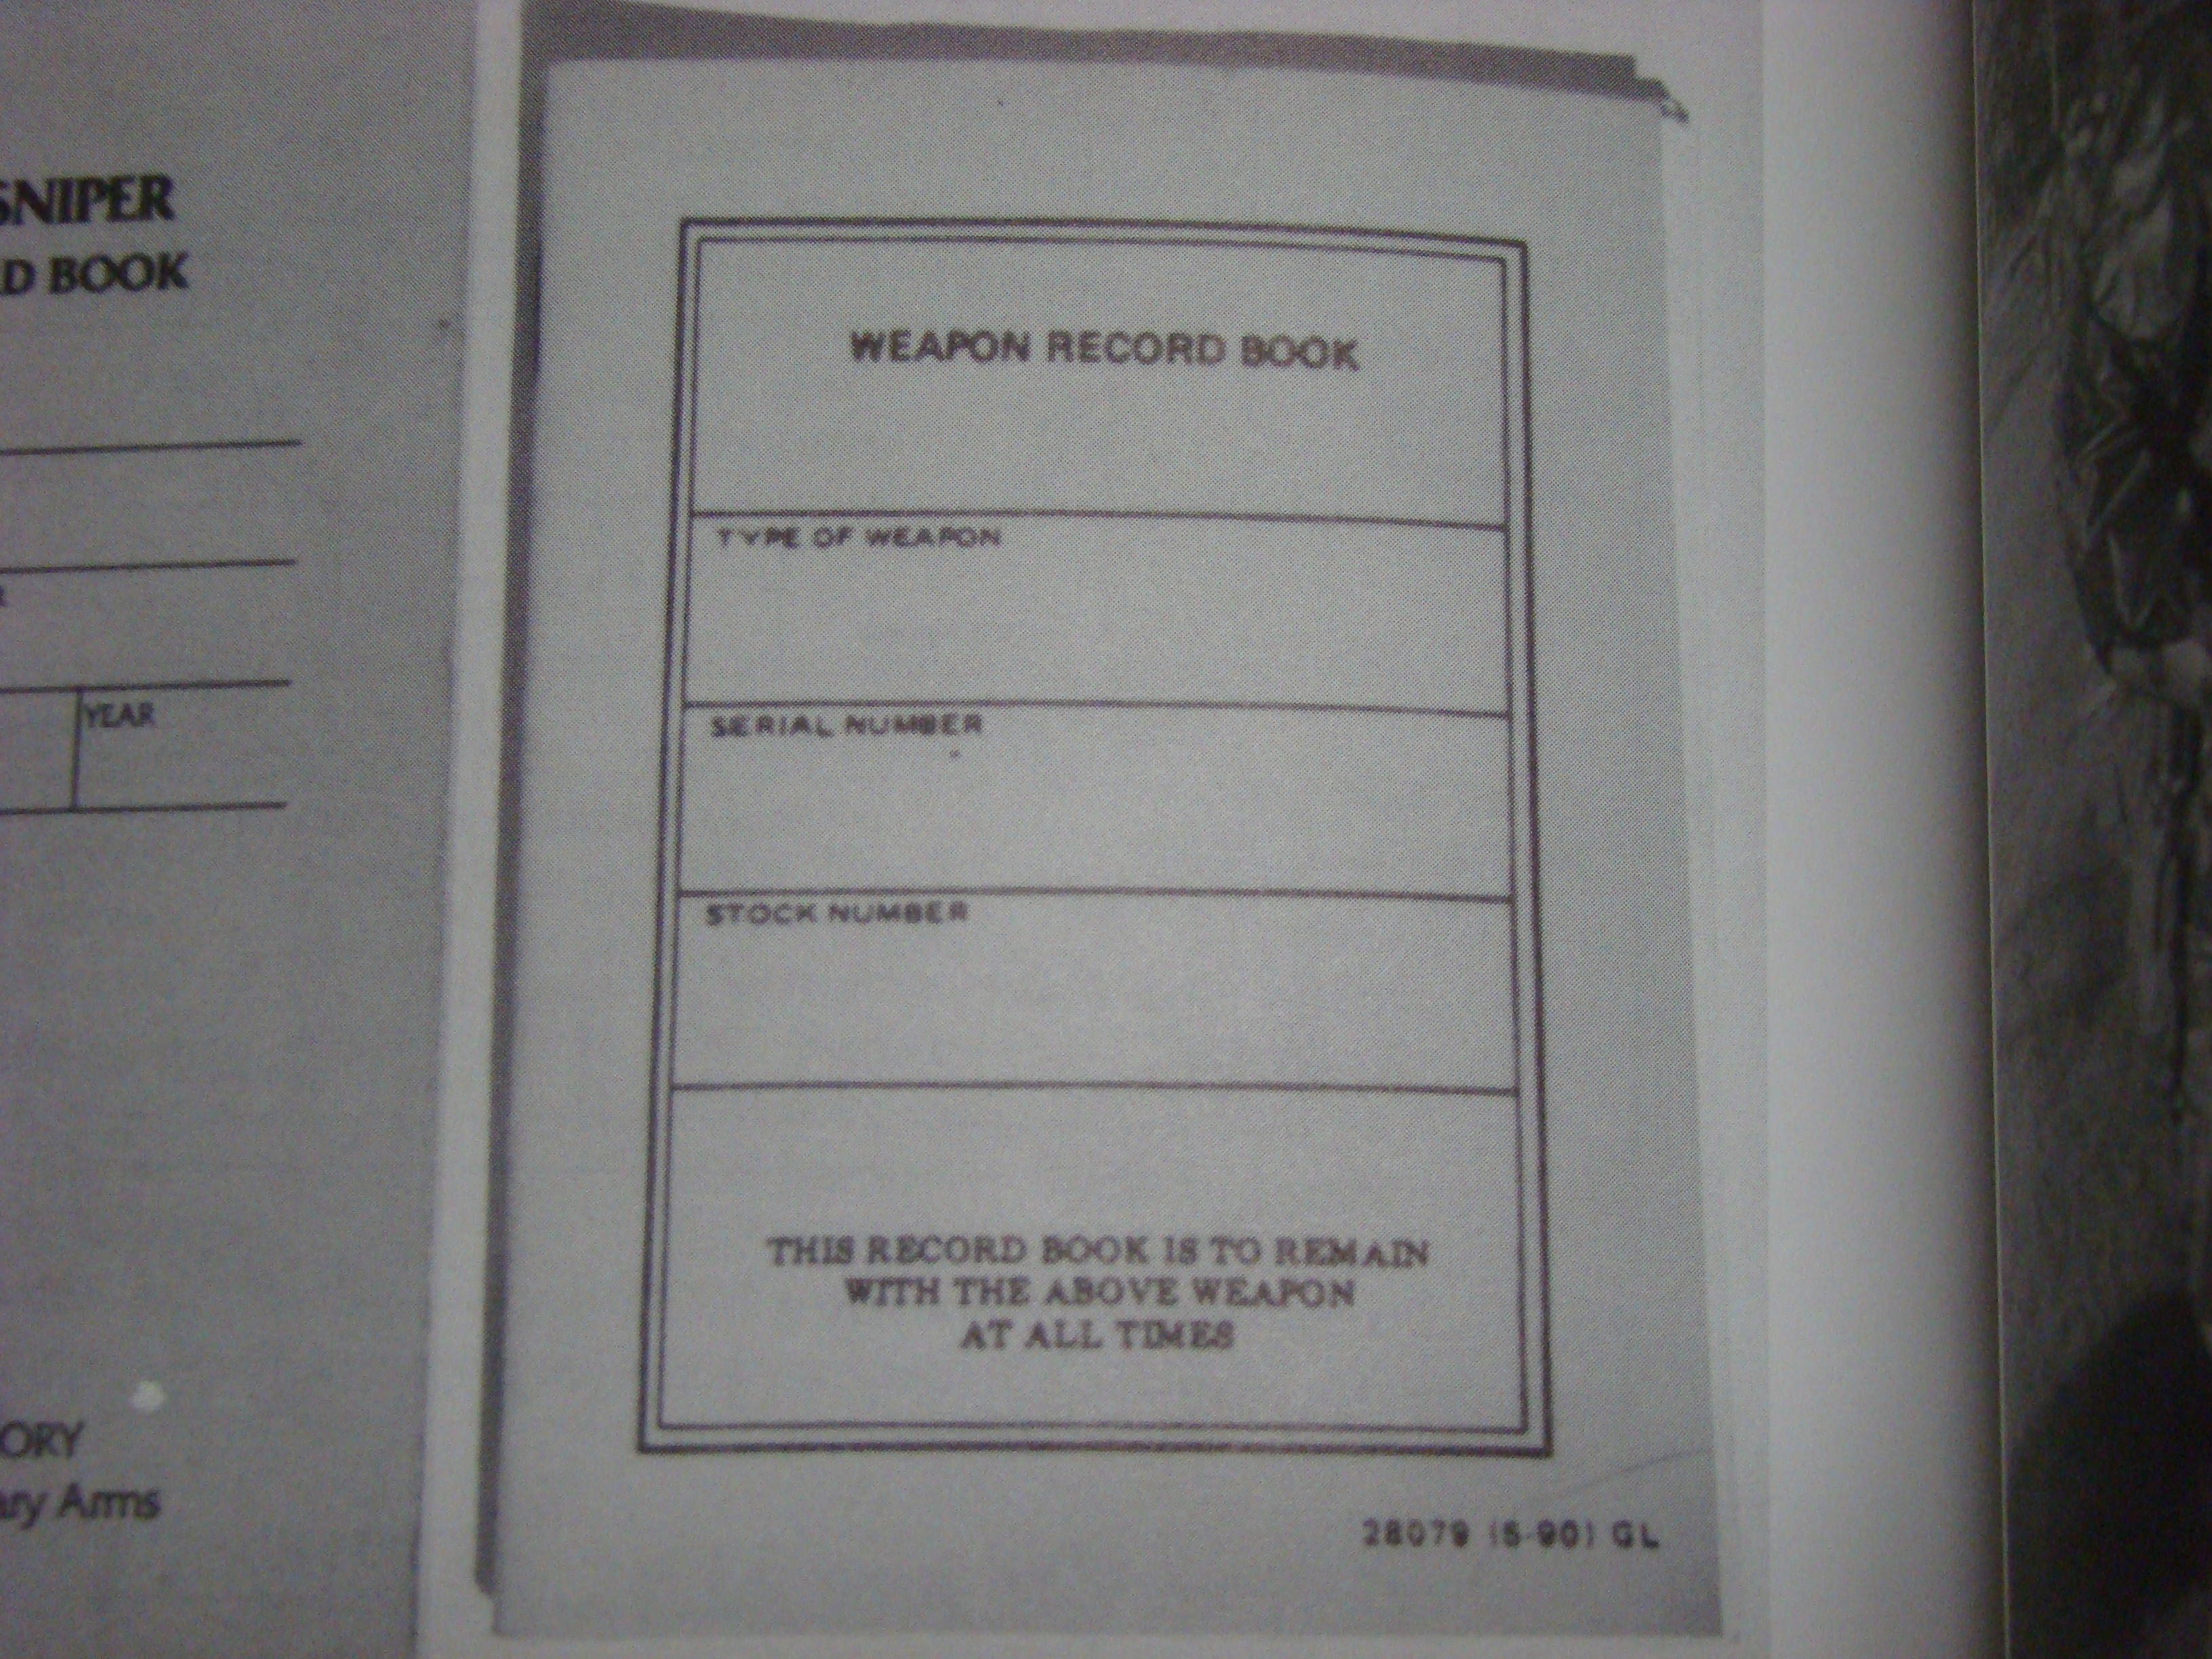 SNIPER
D BOOK
YEAR
ORY
ary Arms
WEAPON RECORD BOOK
TYPE OF WEAPON
SERIAL NUMBER
STOCK NUMBER
THIS RECORD BOOK IS TO REMAIN
WITH THE ABOVE WEAPON
AT ALL TIMES
28079 (5-90) GL